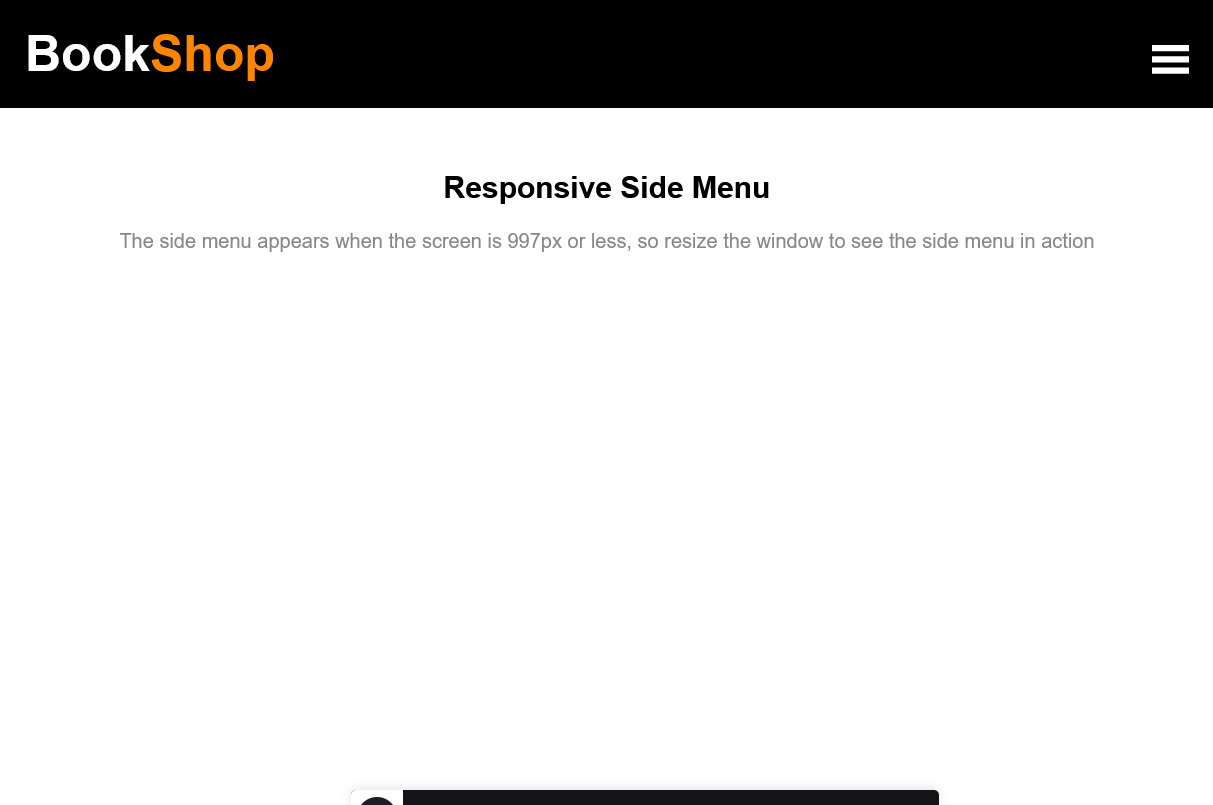 BookShop
Responsive Side Menu
The side menu appears when the screen is 997px or less, so resize the window to see the side menu in action